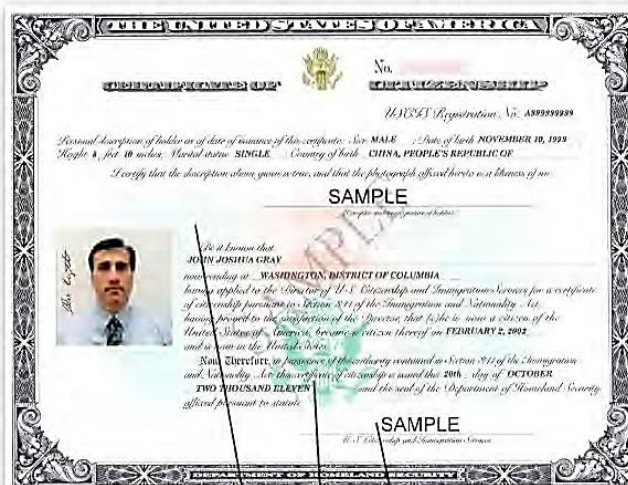 THE UNITED STATES OF AMERICA
No.
CERTIFICATE OF CITIZENSHIP
USCIS Registration No. A999999999
Personal description of holder as of date of issuance of this certificate: Sex MALE Date of birth NOVEMBER 10, 1999
Height 5 feet 10 inches Marital status SINGLE Country of birth CHINA, PEOPLE'S REPUBLIC OF
I certify that the description above given is true, and that the photograph affixed hereto is a likeness of me.
SAMPLE
SAMPLE
Be it known that
JOHN JOSHUA GRAY
now residing at WASHINGTON, DISTRICT OF COLUMBIA
having applied to the Director of U.S. Citizenship and Immigration Services for a certificate
of citizenship pursuant to Section 341 of the Immigration and Nationality Act,
having proved to the satisfaction of the Director, that (s)he is now a citizen of the
United States of America, became a citizen thereof on FEBRUARY 2, 2002
and is now in the United States.
Now Therefore, in pursuance of the authority contained in Section 341 of the Immigration
and Nationality Act this certificate of citizenship is issued this 20th day of OCTOBER
TWO THOUSAND ELEVEN and the seal of the Department of Homeland Security
affixed pursuant to statute.
SAMPLE
U.S. Citizenship and Immigration Services
DEPARTMENT OF HOMELAND SECURITY